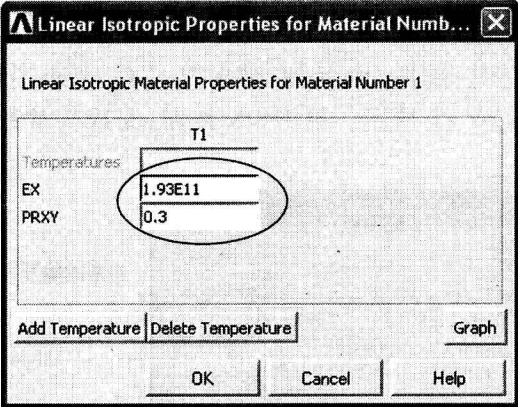 Linear Isotropic Properties for Material Numb... 
Linear Isotropic Material Properties for Material Number 1
T1
Temperatures
EX 1.93E11
PRXY 0.3
Add Temperature Delete Temperature Graph
OK Cancel Help